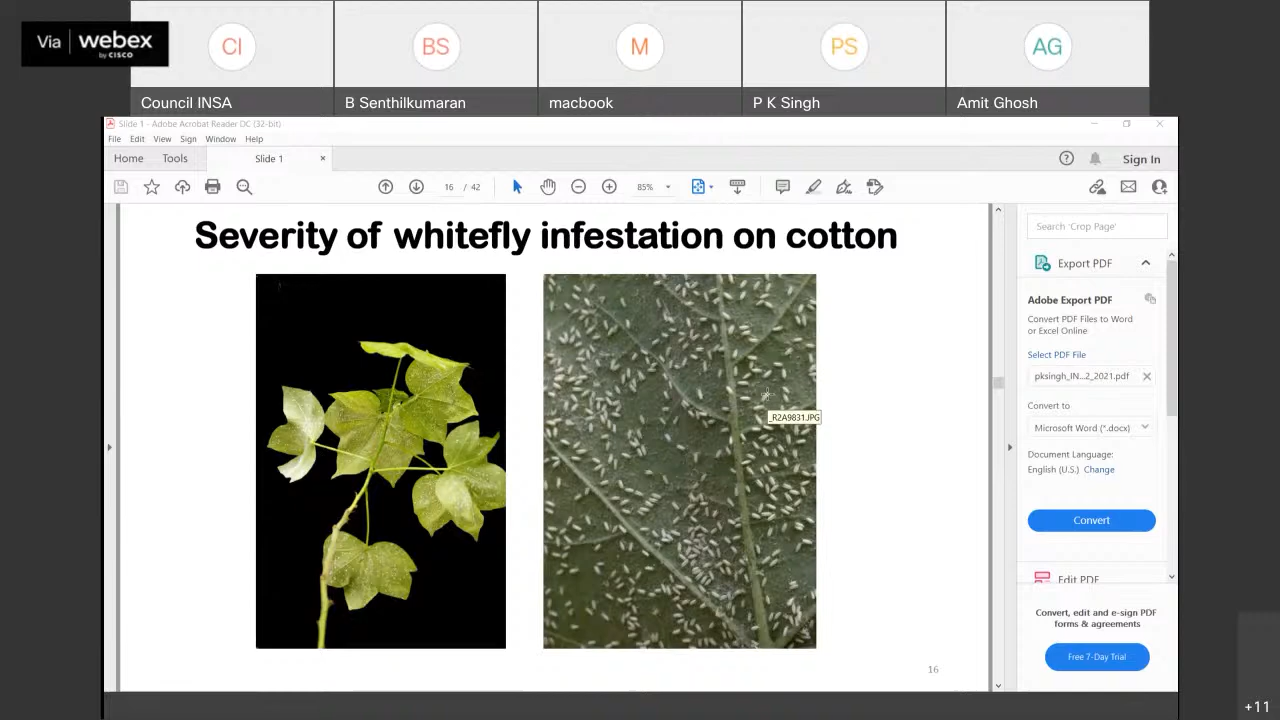 Via webex
by CISCO
CI
BS
M
PS
AG
Council INSA
B Senthilkumaran
macbook
P K Singh
Amit Ghosh
Slide 1 - Adobe Acrobat Reader DC (32-bit)
File Edit View Sign Window Help
Home Tools Slide 1 × Sign In
16 / 42 85%
Severity of whitefly infestation on cotton
_R2A9831.JPG
16
Search 'Crop Page'
Export PDF
Adobe Export PDF
Convert PDF Files to Word
or Excel Online
Select PDF File
pksingh_IN...2_2021.pdf
Convert to
Microsoft Word (*.docx)
Document Language:
English (U.S.) Change
Convert
Edit PDF
Convert, edit and e-sign PDF
forms & agreements
Free 7-Day Trial
+11